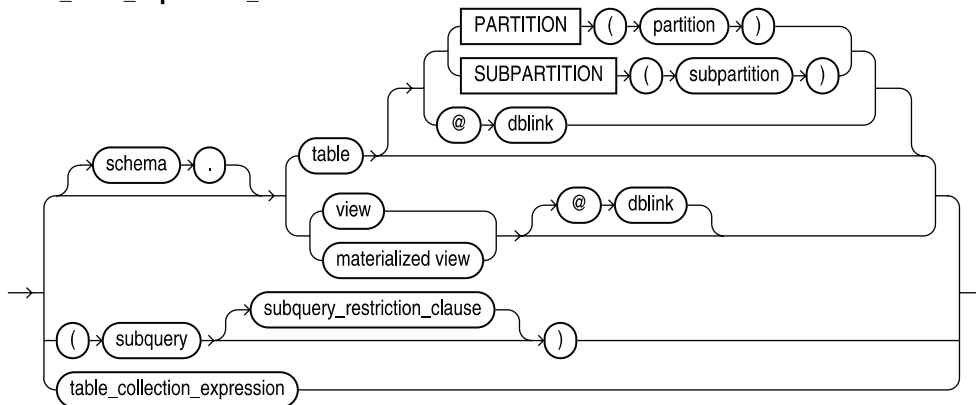 PARTITION ( partition )
SUBPARTITION ( subpartition )
@ dblink
schema .
table
view
@ dblink
materialized view
subquery_restriction_clause
( subquery )
table_collection_expression